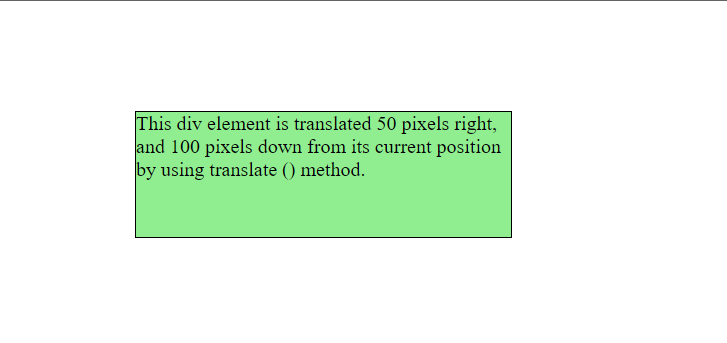 This div element is translated 50 pixels right,
and 100 pixels down from its current position
by using translate () method.